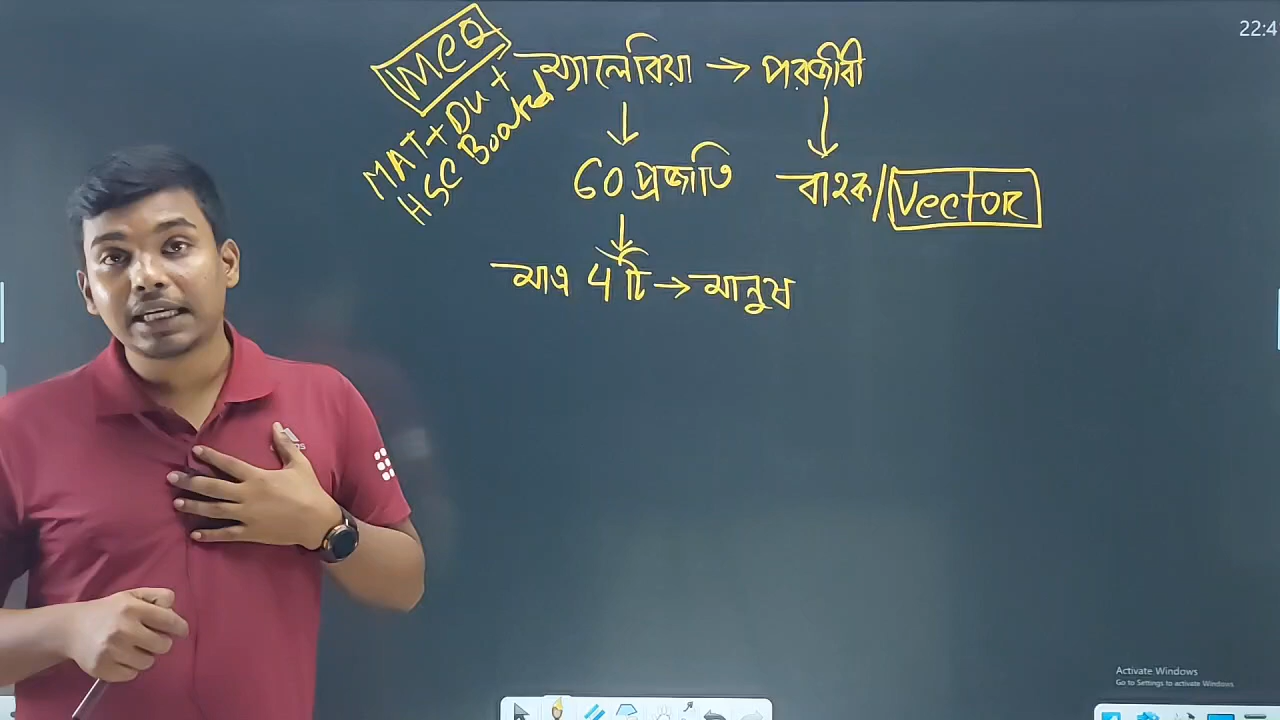 22:4
MCQ
MAT + DU +
HSC Board
ম্যালেরিয়া → পরজীবী
60 প্রজাতি
বাহক/Vector
মাত্র 4 টি → মানুষ
Activate Windows
Go to Settings to activate Windows